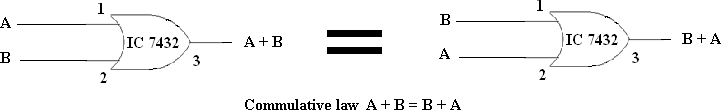 1
A
IC 7432
A + B
B
2
3
1
B
IC 7432
B + A
A
2
3
Commulative law A + B = B + A